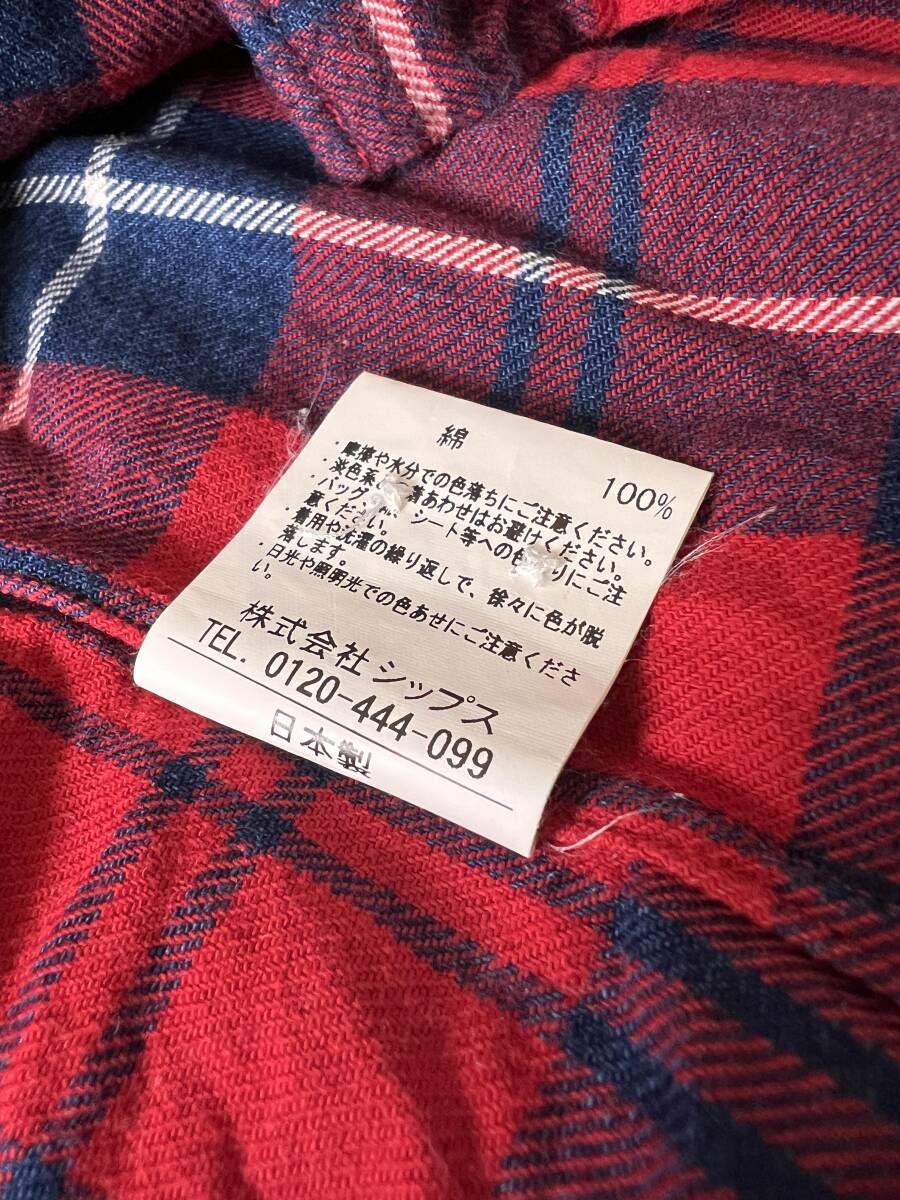 綿 100%
・摩擦や水分での色落ちにご注意ください。
・淡色系 着あわせはお避けください。
バッグ、 シート等への色 りにご注
意ください。
・着用や洗濯の繰り返しで、徐々に色が脱
落します。
・日光や照明光での色あせにご注意くださ
い。
株式会社シップス
TEL. 0120-444-099
日本製